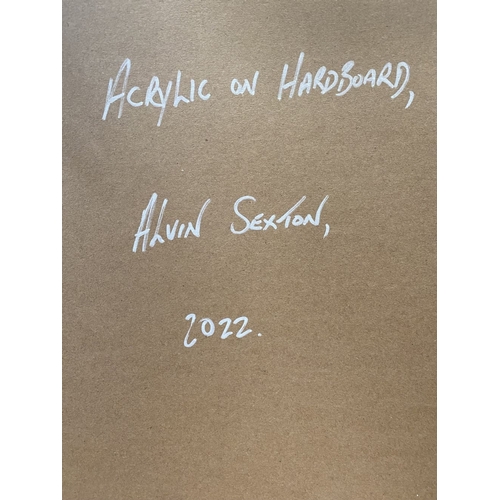 ACRYLIC ON HARDBOARD,
ALVIN SEXTON,
2022.